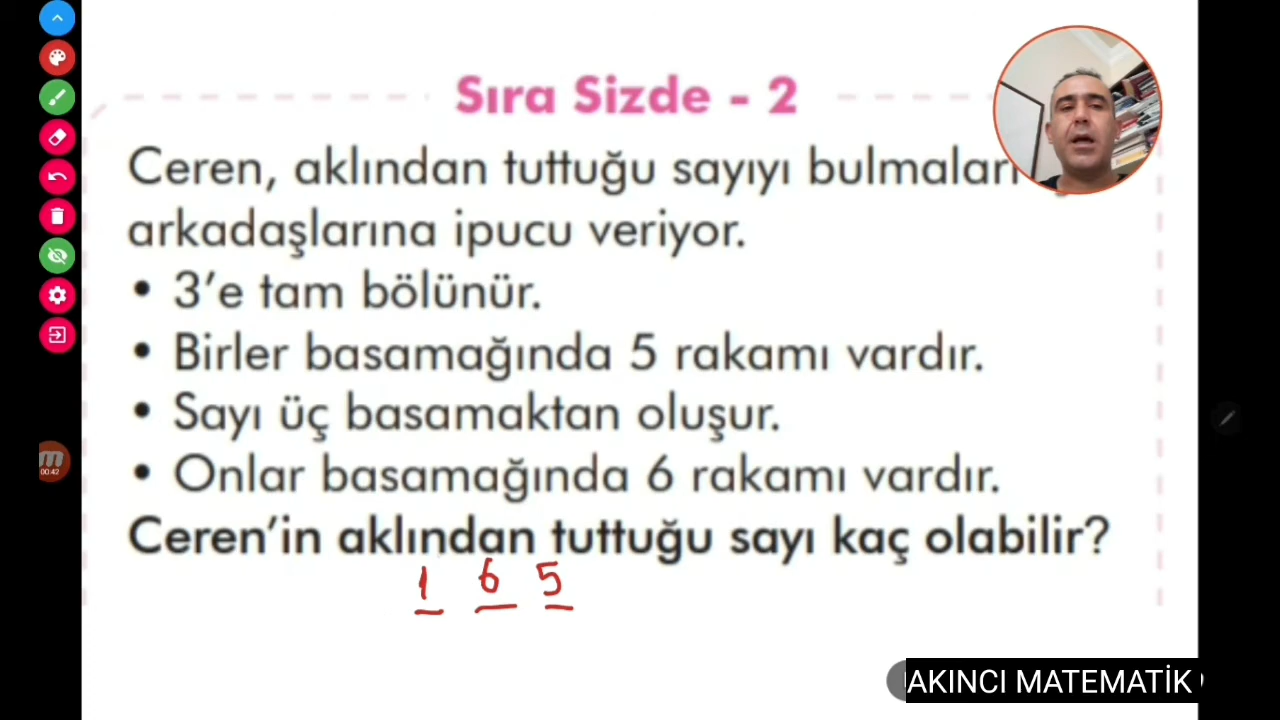 Sıra Sizde - 2
Ceren, aklından tuttuğu sayıyı bulmaları
arkadaşlarına ipucu veriyor.
• 3’e tam bölünür.
• Birler basamağında 5 rakamı vardır.
• Sayı üç basamaktan oluşur.
• Onlar basamağında 6 rakamı vardır.
Ceren’in aklından tuttuğu sayı kaç olabilir?
1 6 5
00:42
AKINCI MATEMATİK